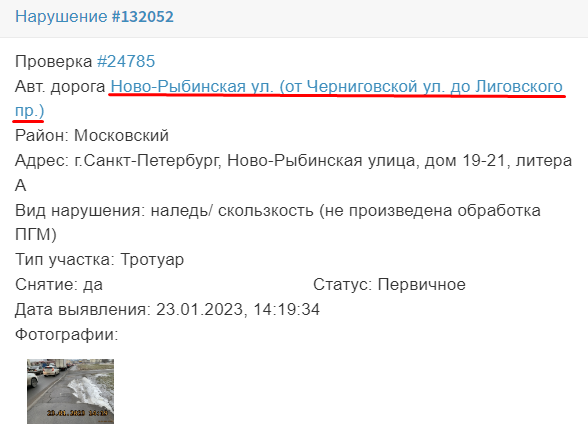 Нарушение #132052
Проверка #24785
Авт. дорога Ново-Рыбинская ул. (от Черниговской ул. до Лиговского
пр.)
Район: Московский
Адрес: г.Санкт-Петербург, Ново-Рыбинская улица, дом 19-21, литера
А
Вид нарушения: наледь/ скользкость (не произведена обработка
ПГМ)
Тип участка: Тротуар
Снятие: да Статус: Первичное
Дата выявления: 23.01.2023, 14:19:34
Фотографии: